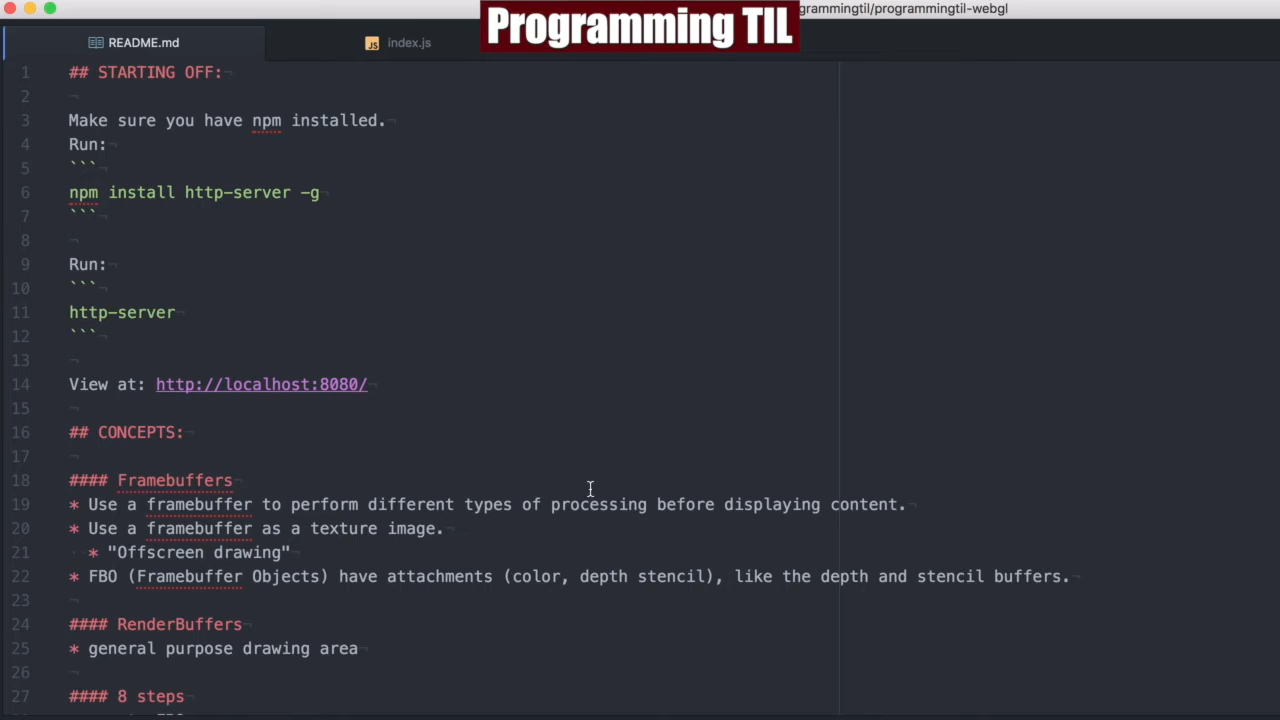 Programming TIL
grammingtil/programmingtil-webgl
README.md
index.js
1 ## STARTING OFF:
2
3 Make sure you have npm installed.
4 Run:
5 ```
6 npm install http-server -g
7 ```
8
9 Run:
10 ```
11 http-server
12 ```
13
14 View at: http://localhost:8080/
15
16 ## CONCEPTS:
17
18 #### Framebuffers
19 * Use a framebuffer to perform different types of processing before displaying content.
20 * Use a framebuffer as a texture image.
21 * "Offscreen drawing"
22 * FBO (Framebuffer Objects) have attachments (color, depth stencil), like the depth and stencil buffers.
23
24 #### RenderBuffers
25 * general purpose drawing area
26
27 #### 8 steps